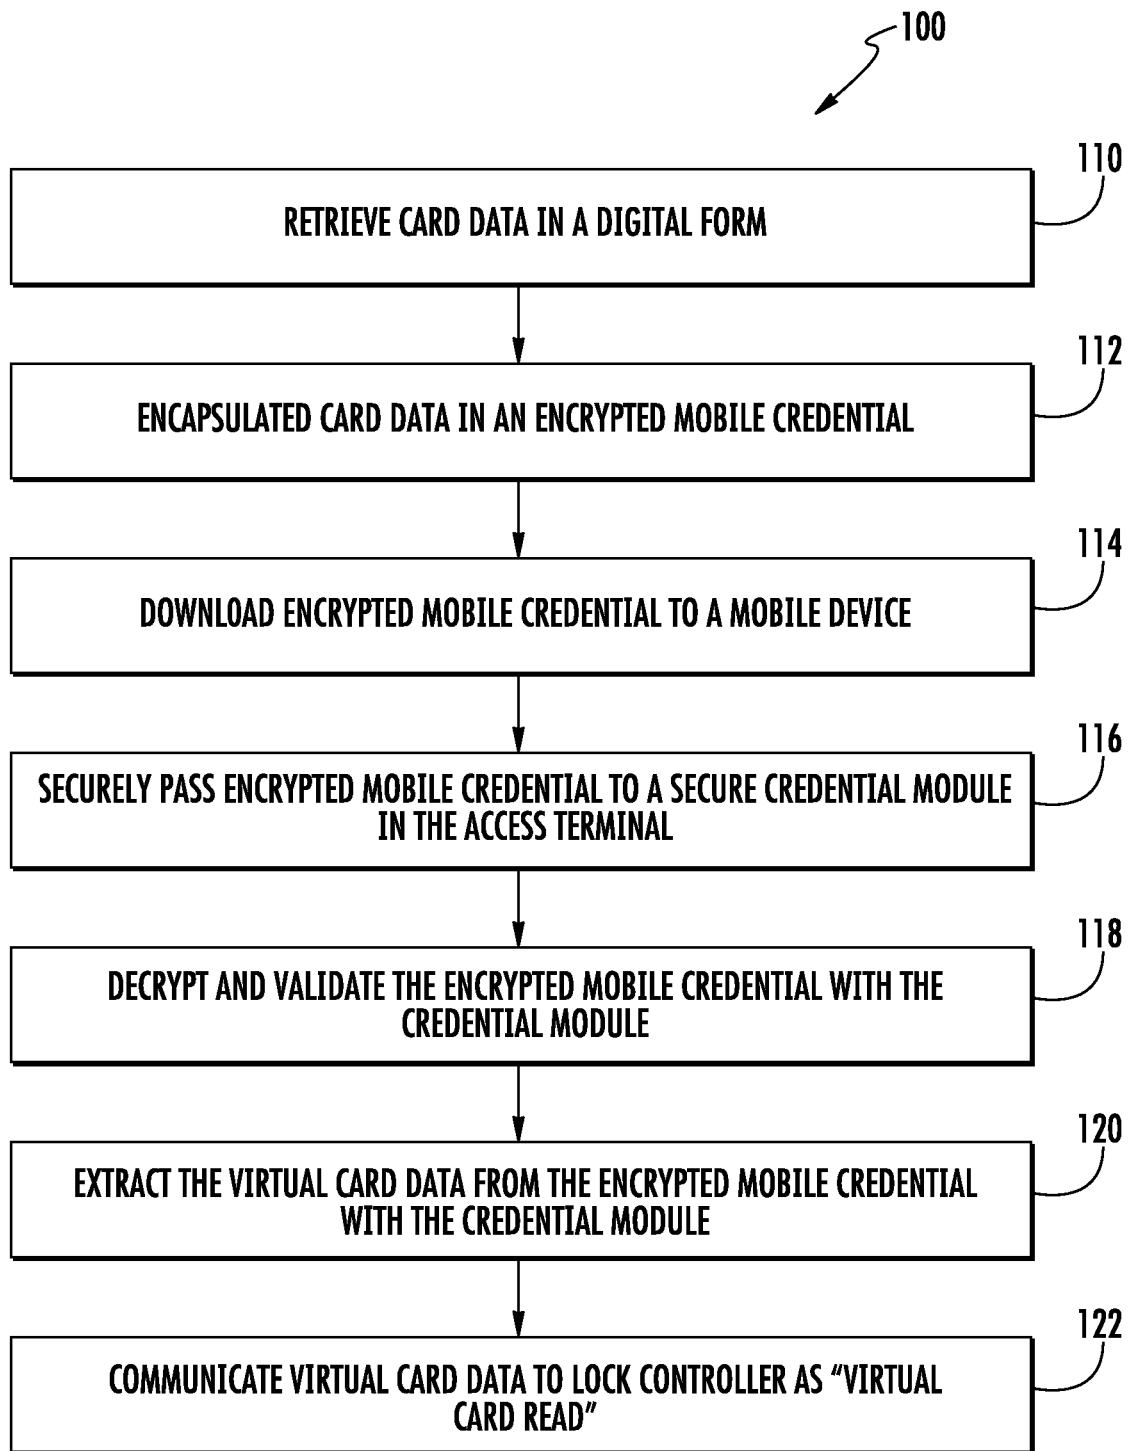 100
110
RETRIEVE CARD DATA IN A DIGITAL FORM
112
ENCAPSULATED CARD DATA IN AN ENCRYPTED MOBILE CREDENTIAL
114
DOWNLOAD ENCRYPTED MOBILE CREDENTIAL TO A MOBILE DEVICE
116
SECURELY PASS ENCRYPTED MOBILE CREDENTIAL TO A SECURE CREDENTIAL MODULE
IN THE ACCESS TERMINAL
118
DECRYPT AND VALIDATE THE ENCRYPTED MOBILE CREDENTIAL WITH THE
CREDENTIAL MODULE
120
EXTRACT THE VIRTUAL CARD DATA FROM THE ENCRYPTED MOBILE CREDENTIAL
WITH THE CREDENTIAL MODULE
122
COMMUNICATE VIRTUAL CARD DATA TO LOCK CONTROLLER AS “VIRTUAL
CARD READ”